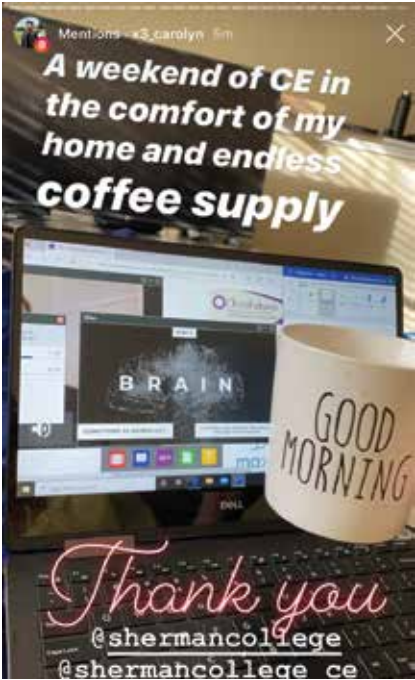 Mentions · x3_carolyn 5m
A weekend of CE in
the comfort of my
home and endless
coffee supply
BRAIN
GOOD
MORNING
DELL
Thank you
@shermancollege
@shermancollege_ce